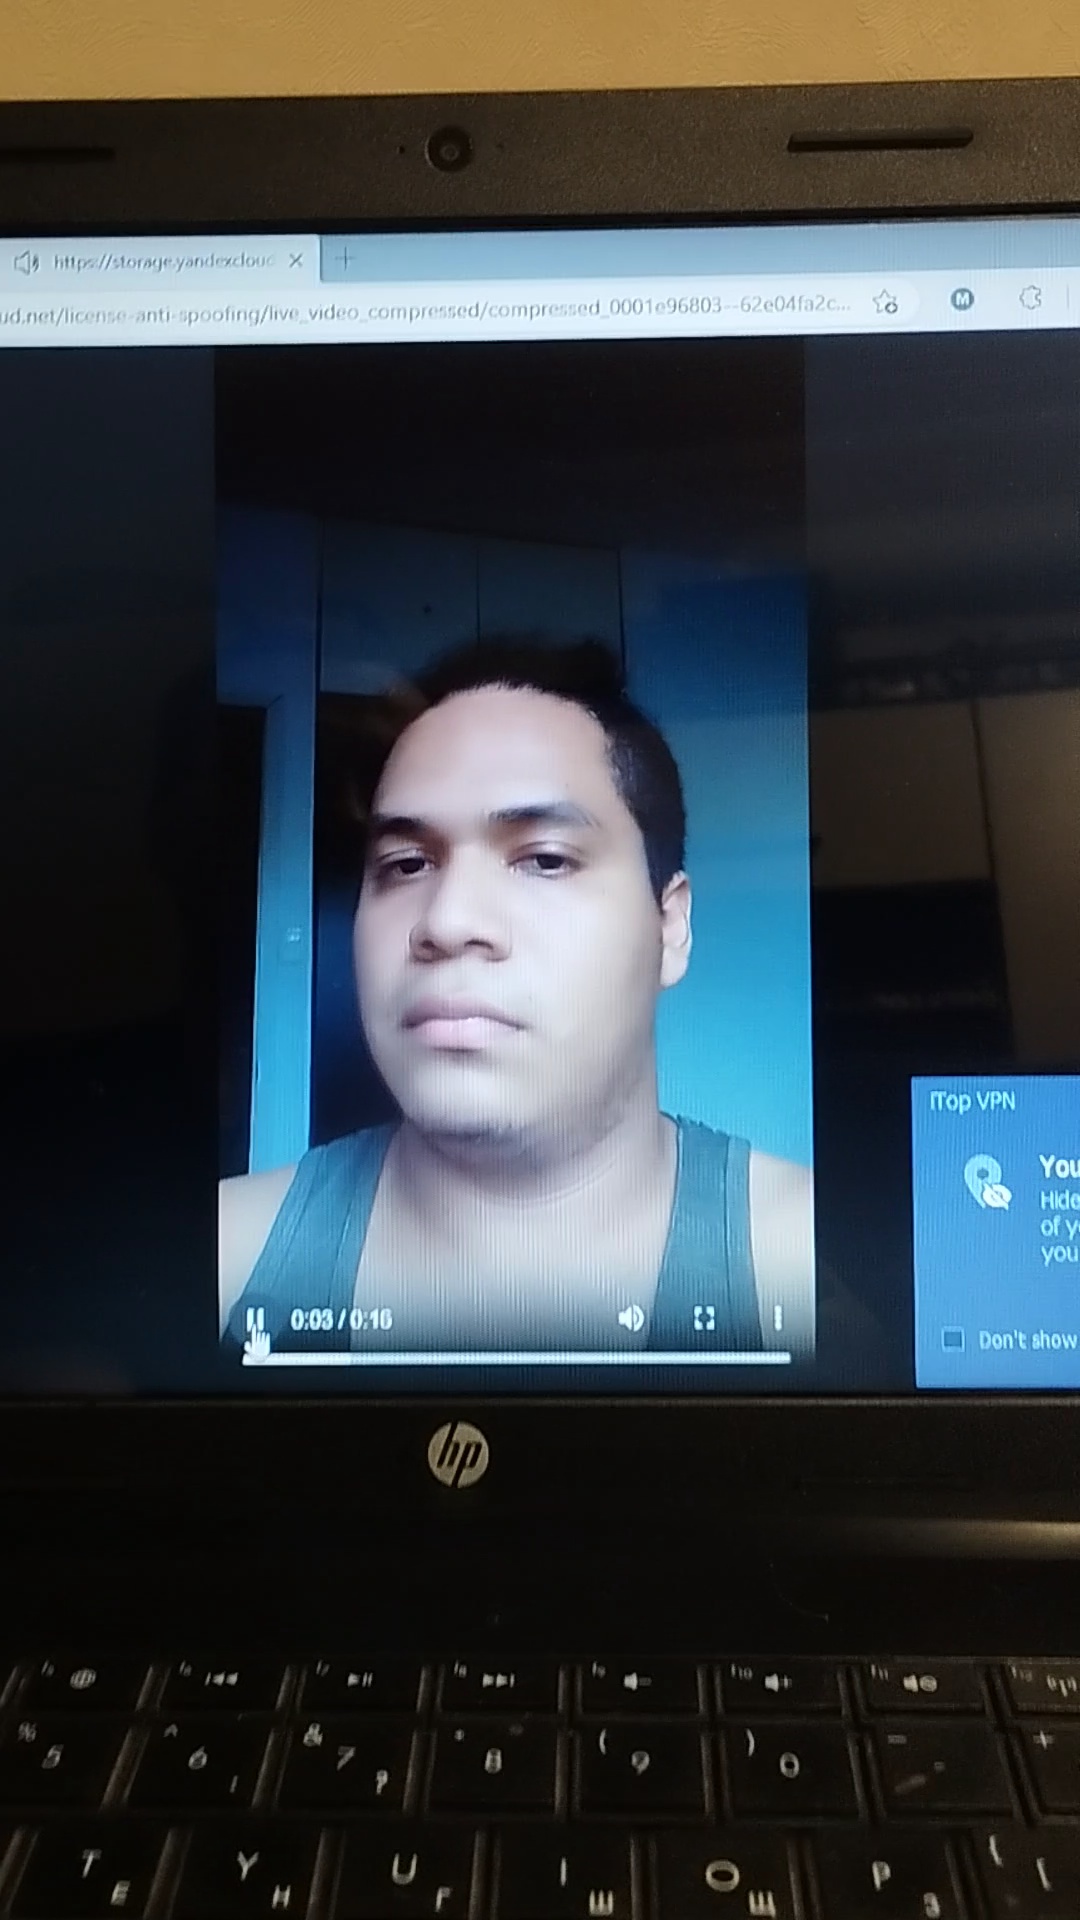 https://storage.yandexcloud
ud.net/license-anti-spoofing/live_video_compressed/compressed_0001e96803--62e04fa2c...
M
iTop VPN
You
Hide
of y
you
0:03 / 0:16
Don't show
hp
f5 f6 f7 f8 f9 f10 f11 f12
% ^ & * ( ) - +
5 6 7 8 9 0 =
! ?
T Y U I O P { [
Е Н Г Ш Щ З